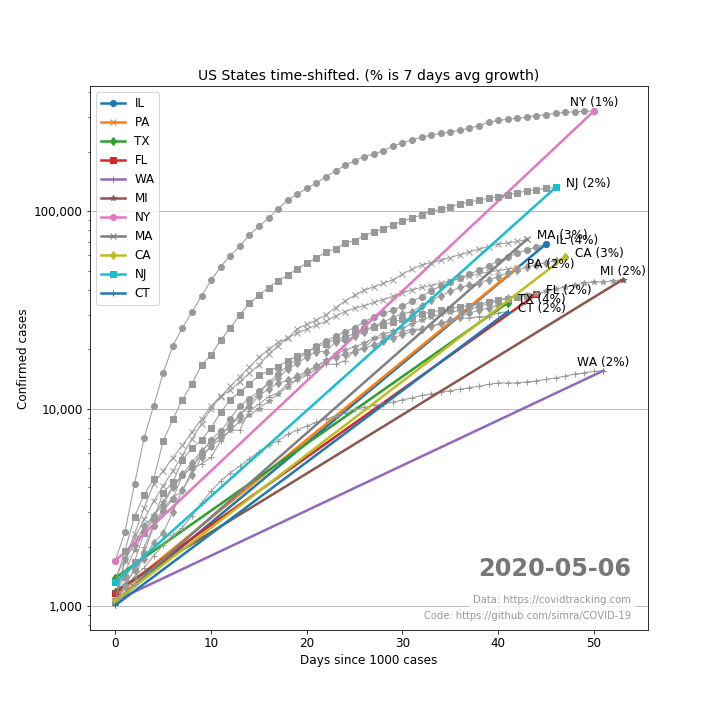 US States time-shifted. (% is 7 days avg growth)
IL
PA
TX
FL
WA
MI
NY
MA
CA
NJ
CT
NY (1%)
NJ (2%)
MA (3%)
IL (4%)
CA (3%)
PA (2%)
MI (2%)
FL (2%)
TX (4%)
CT (2%)
WA (2%)
100,000
10,000
1,000
Confirmed cases
2020-05-06
Data: https://covidtracking.com
Code: https://github.com/simra/COVID-19
0 10 20 30 40 50
Days since 1000 cases